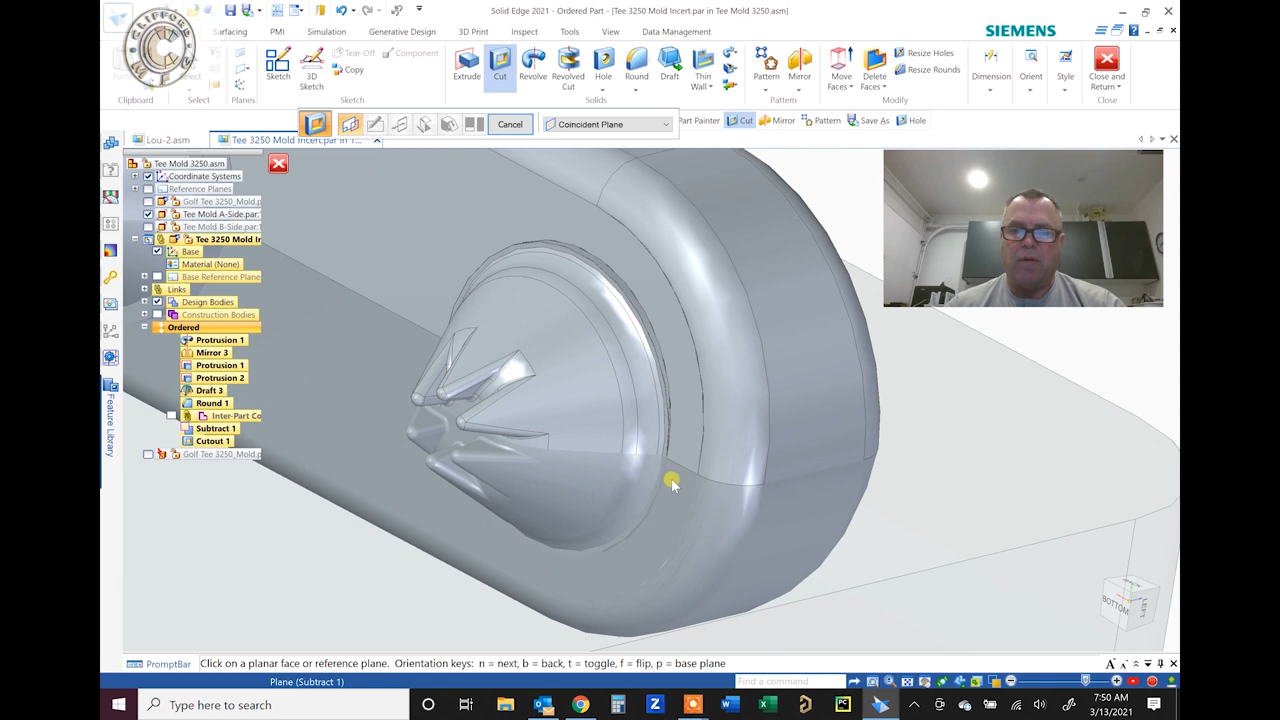 Solid Edge 2021 - Ordered Part - [Tee 3250 Mold Incert.par in Tee Mold 3250.asm]
Surfacing PMI Simulation Generative Design 3D Print Inspect Tools View Data Management
SIEMENS
CLIFFORD
C
Sketch
3D Sketch
Tear-Off
Component
Copy
Extrude
Cut
Revolve
Revolved Cut
Hole
Round
Draft
Thin Wall
Pattern
Mirror
Move Faces
Delete Faces
Resize Holes
Resize Rounds
Dimension
Orient
Style
Close and Return
Clipboard Select Planes Sketch Solids Pattern Modify Close
Cancel
Coincident Plane
Part Painter Cut Mirror Pattern Save As Hole
Lou-2.asm
Tee 3250 Mold Incert.par in T...
Tee Mold 3250.asm
Coordinate Systems
Reference Planes
Golf Tee 3250_Mold.p
Tee Mold A-Side.par:
Tee Mold B-Side.par:
Tee 3250 Mold Ir
Base
Material (None)
Base Reference Plane
Links
Design Bodies
Construction Bodies
Ordered
Protrusion 1
Mirror 3
Protrusion 1
Protrusion 2
Draft 3
Round 1
Inter-Part Co
Subtract 1
Cutout 1
Golf Tee 3250_Mold.p
Feature Library
BOTTOM
LEFT
PromptBar
Click on a planar face or reference plane. Orientation keys: n = next, b = back, t = toggle, f = flip, p = base plane
Plane (Subtract 1)
Find a command
Type here to search
7:50 AM
3/13/2021